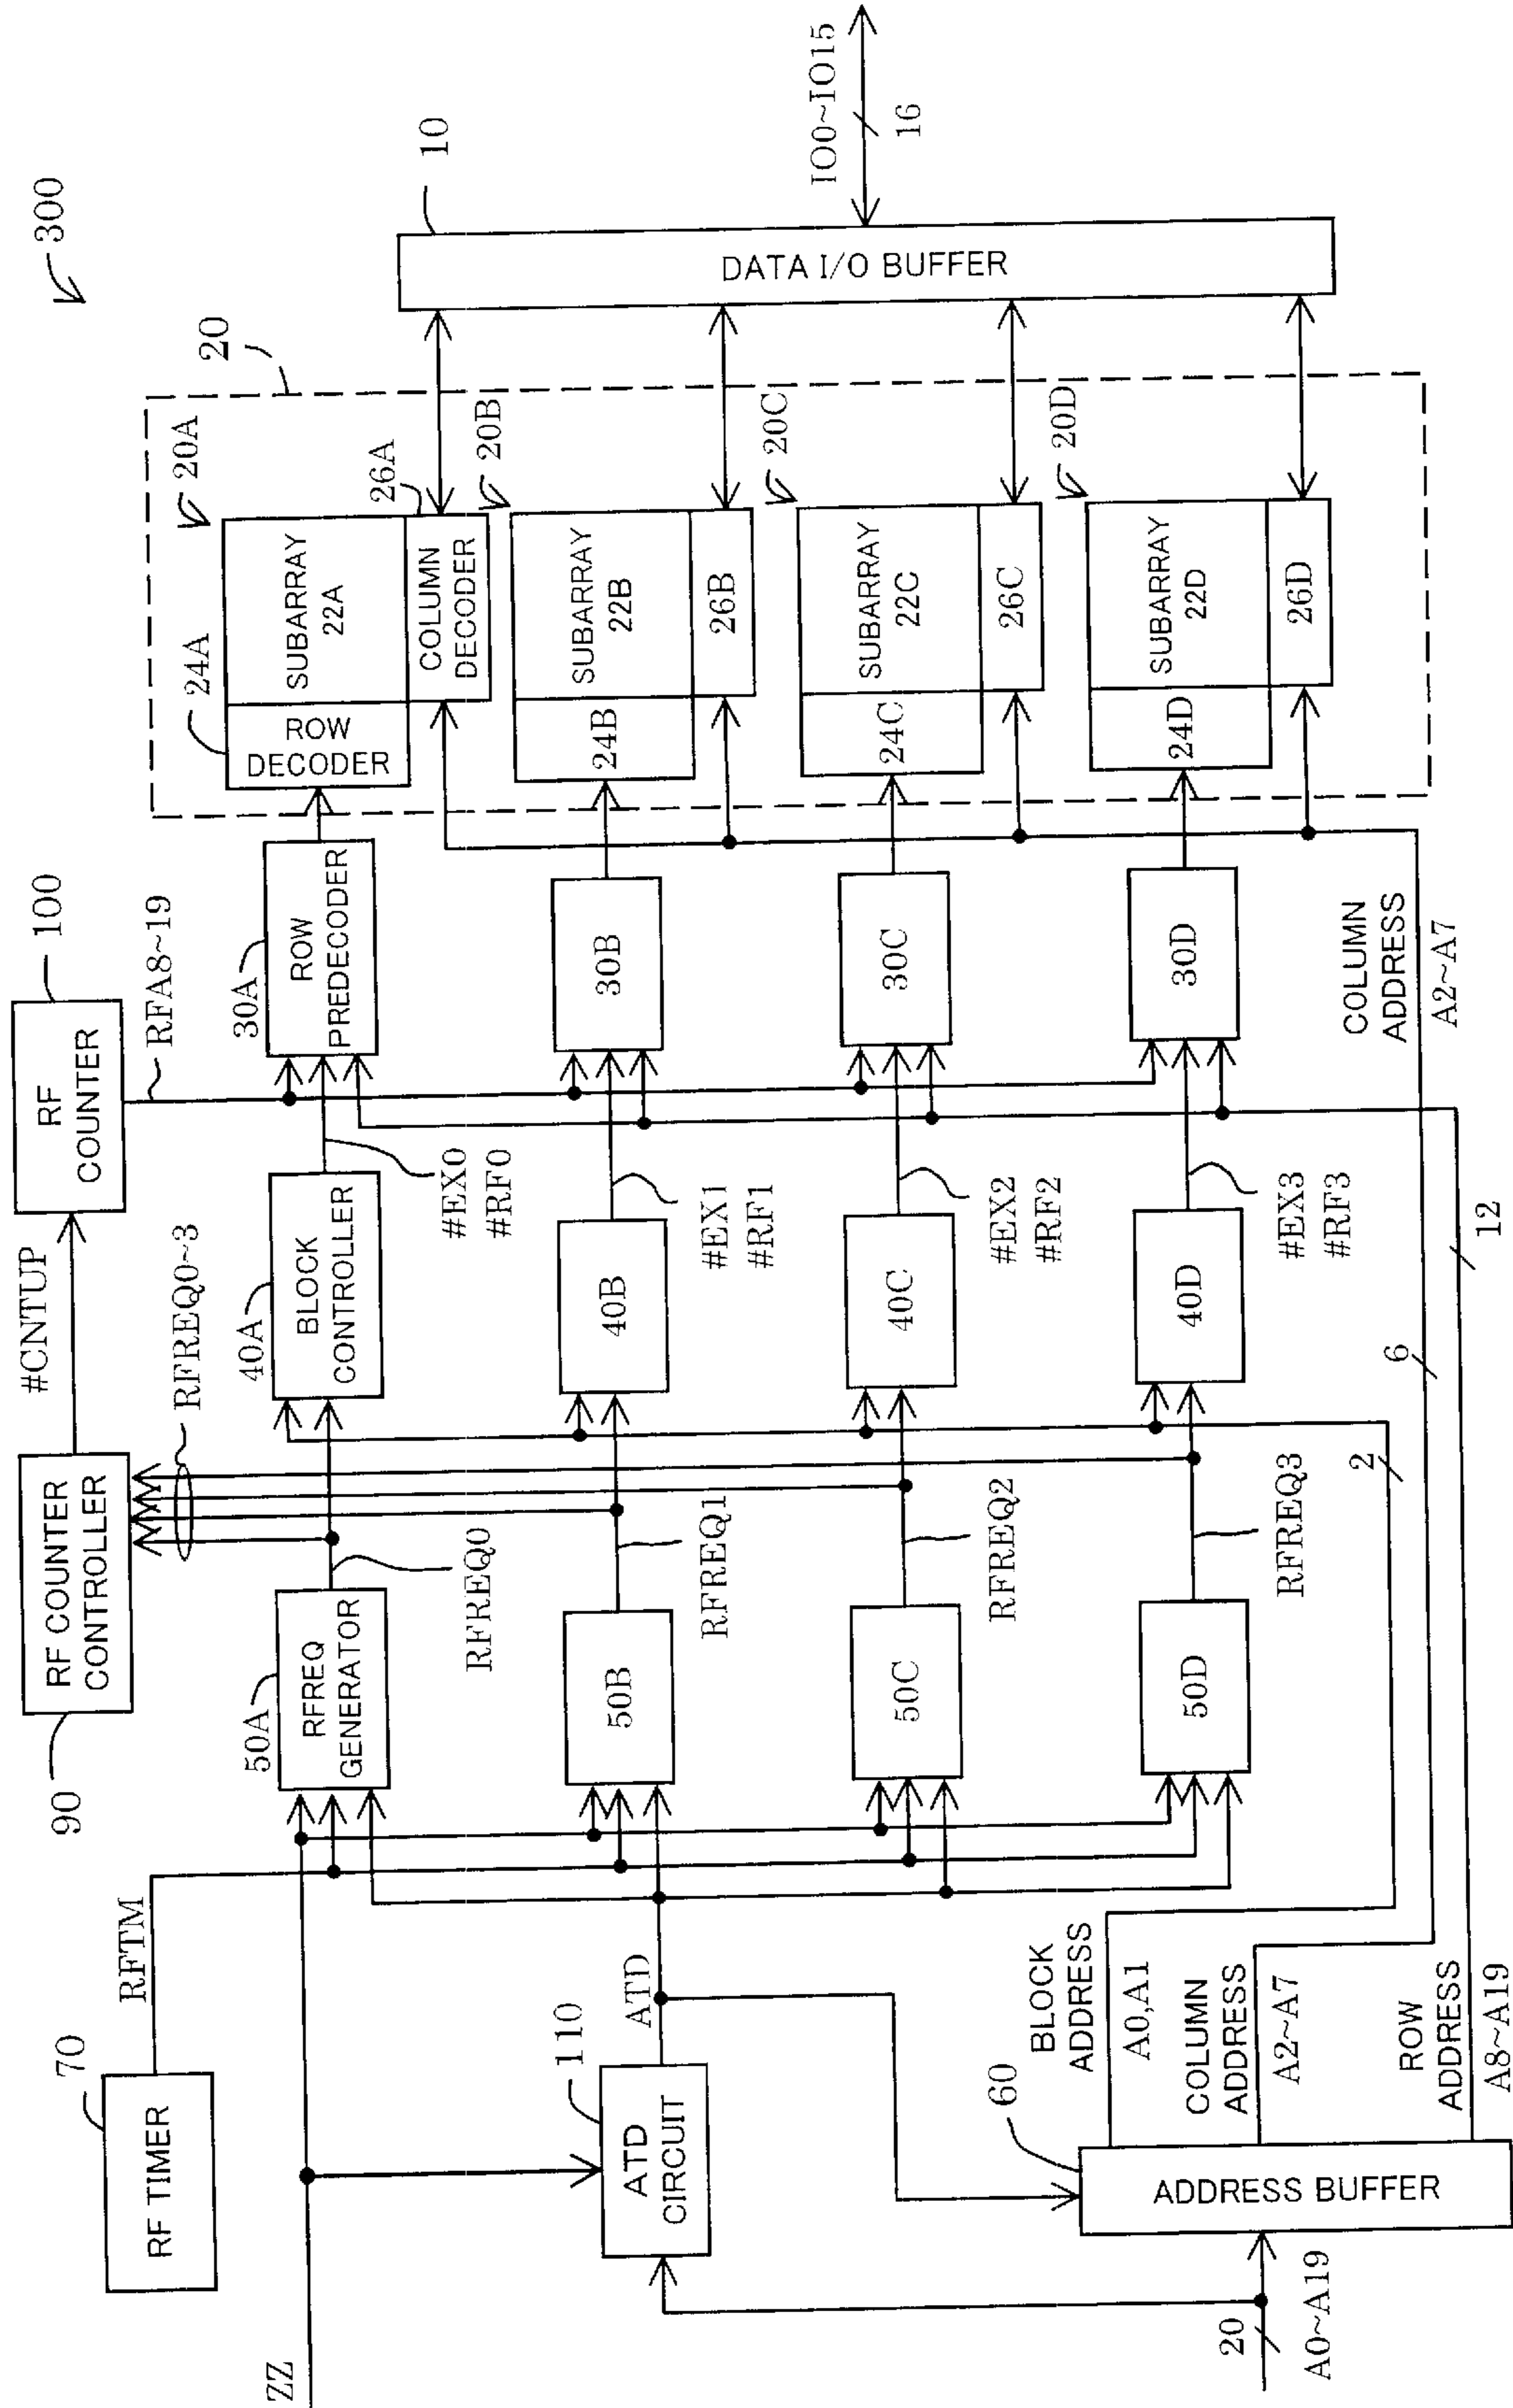 300
70
RF TIMER
RFTM
ZZ
110
ATD
CIRCUIT
ATD
20
A0~A19
60
ADDRESS BUFFER
BLOCK
ADDRESS
A0,A1
COLUMN
ADDRESS
A2~A7
ROW
ADDRESS
A8~A19
90
RF COUNTER
CONTROLLER
#CNTUP
RFREQ0~3
100
RF
COUNTER
RFA8~19
50A
RFREQ
GENERATOR
RFREQ0
50B
RFREQ1
50C
RFREQ2
50D
RFREQ3
2
6
12
40A
BLOCK
CONTROLLER
#EX0
#RF0
40B
#EX1
#RF1
40C
#EX2
#RF2
40D
#EX3
#RF3
30A
ROW
PREDECODER
30B
30C
30D
COLUMN
ADDRESS
A2~A7
20
20A
24A
ROW
DECODER
SUBARRAY
22A
26A
COLUMN
DECODER
20B
24B
SUBARRAY
22B
26B
20C
24C
SUBARRAY
22C
26C
20D
24D
SUBARRAY
22D
26D
10
DATA I/O BUFFER
IO0~IO15
16